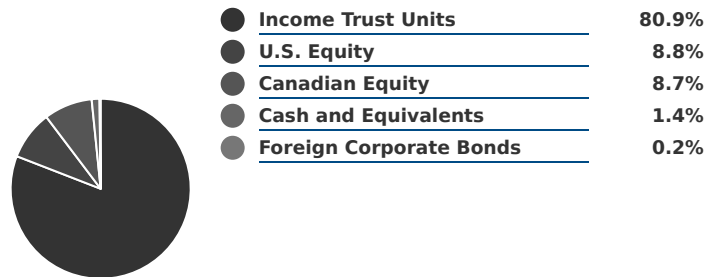 Income Trust Units 80.9%
U.S. Equity 8.8%
Canadian Equity 8.7%
Cash and Equivalents 1.4%
Foreign Corporate Bonds 0.2%